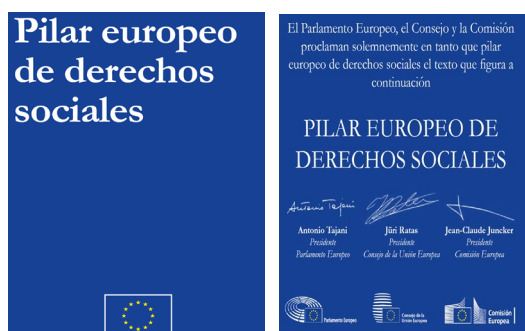 Pilar europeo
de derechos
sociales
El Parlamento Europeo, el Consejo y la Comisión
proclaman solemnemente en tanto que pilar
europeo de derechos sociales el texto que figura a
continuación
PILAR EUROPEO DE
DERECHOS SOCIALES
Antonio Tajani
Antonio Tajani Jüri Ratas Jean-Claude Juncker
Presidente Presidente Presidente
Parlamento Europeo Consejo de la Unión Europea Comisión Europea
Parlamento Europeo Consejo de la Unión Europea Comisión Europea